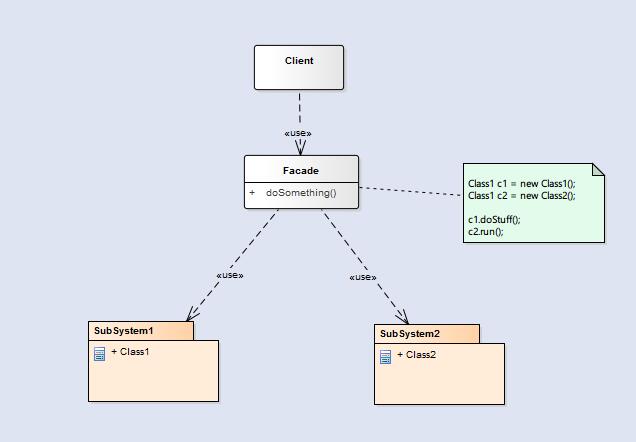 Client
«use»
Facade
+ doSomething()
Class1 c1 = new Class1();
Class1 c2 = new Class2();
c1.doStuff();
c2.run();
«use»
«use»
SubSystem1
+ Class1
SubSystem2
+ Class2